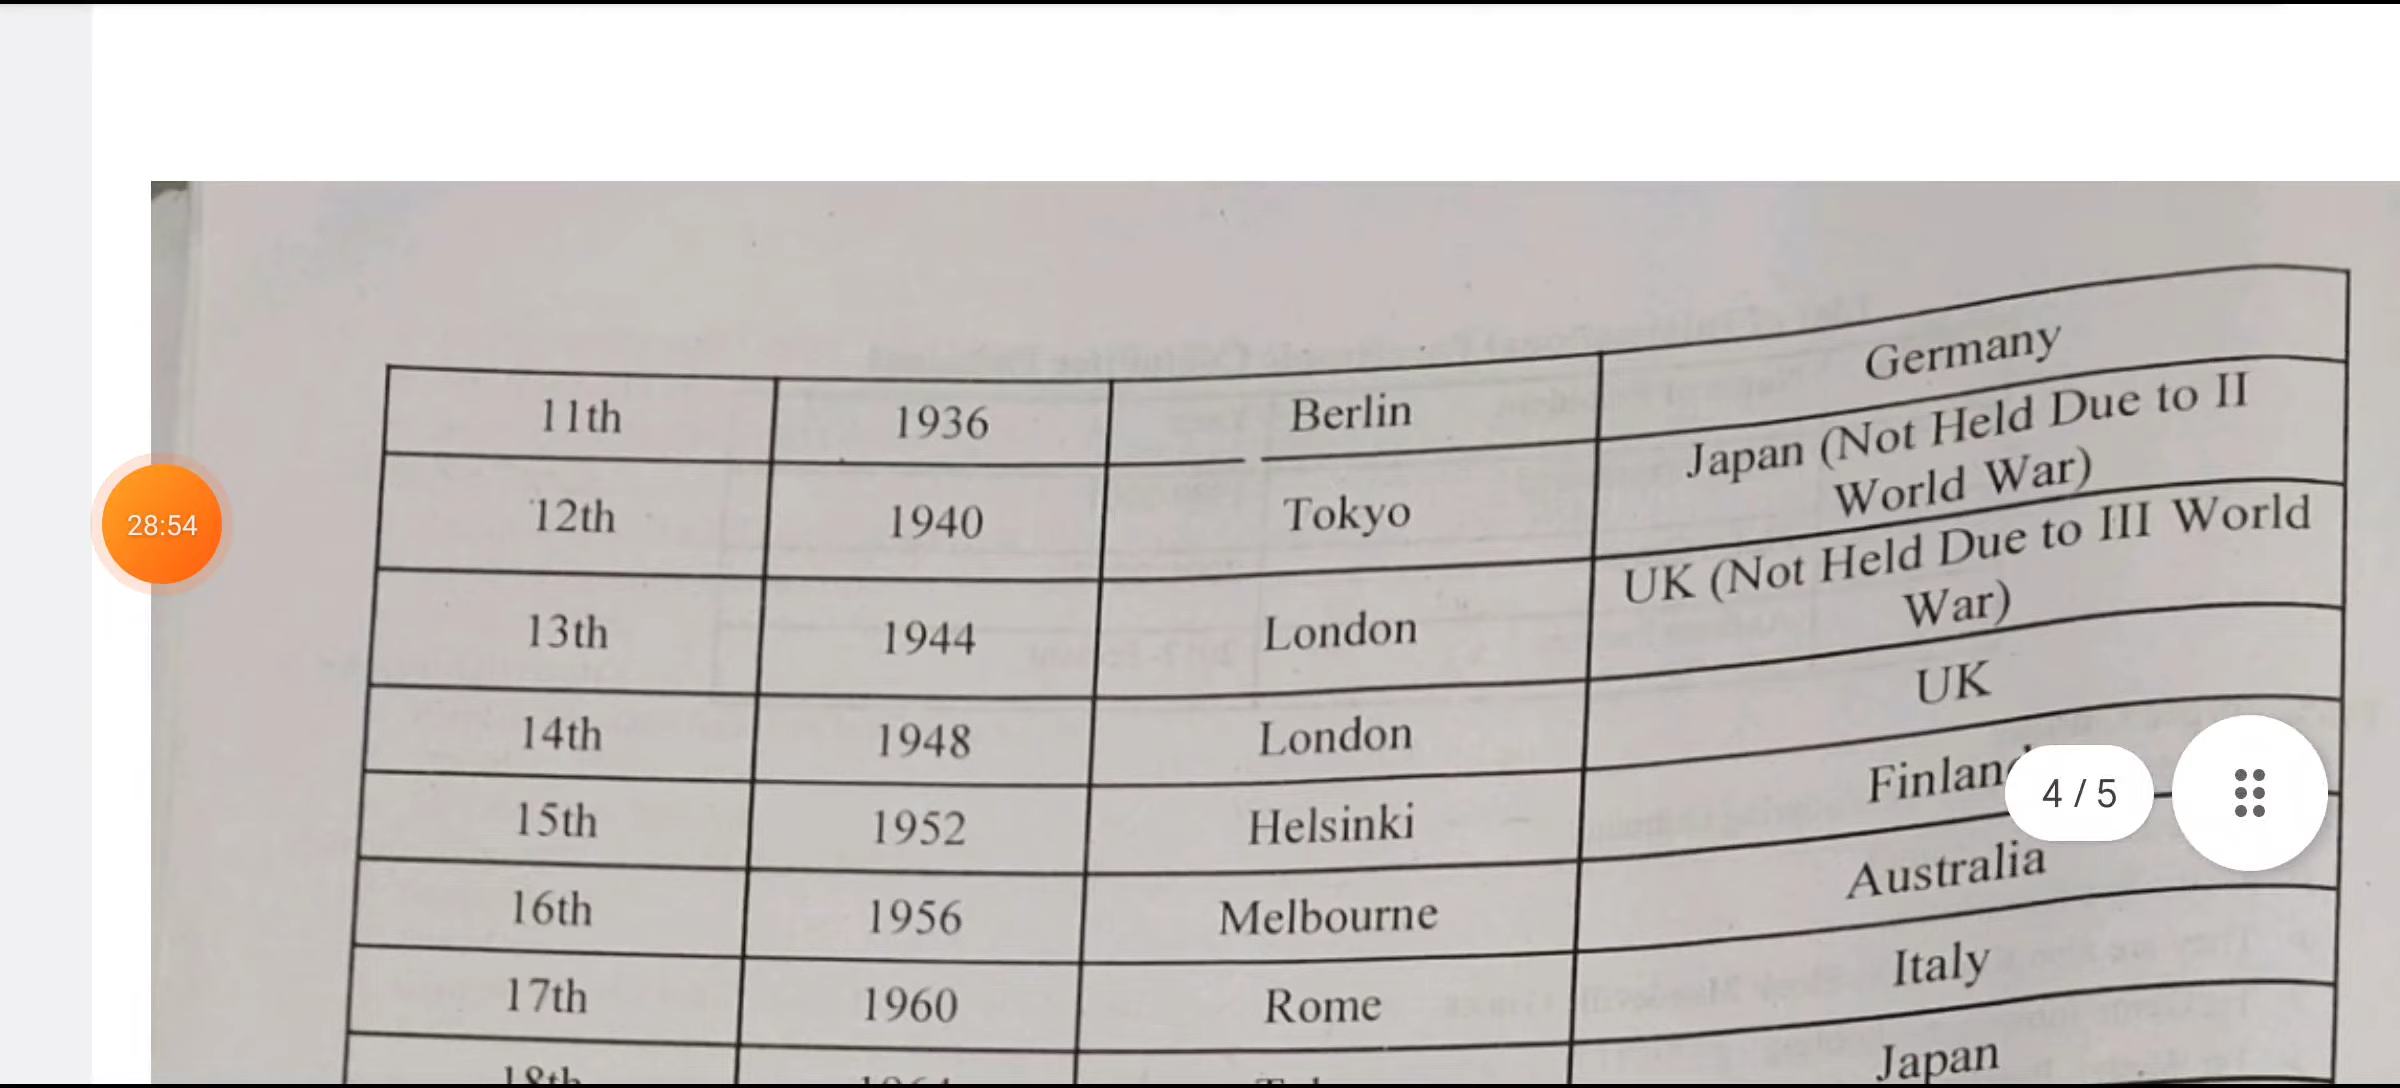 11th 1936 Berlin Germany
12th 1940 Tokyo Japan (Not Held Due to II
World War)
13th 1944 London UK (Not Held Due to III World
War)
14th 1948 London UK
15th 1952 Helsinki
16th 1956 Melbourne Australia
17th 1960 Rome Italy
Japan
28:54
4 / 5